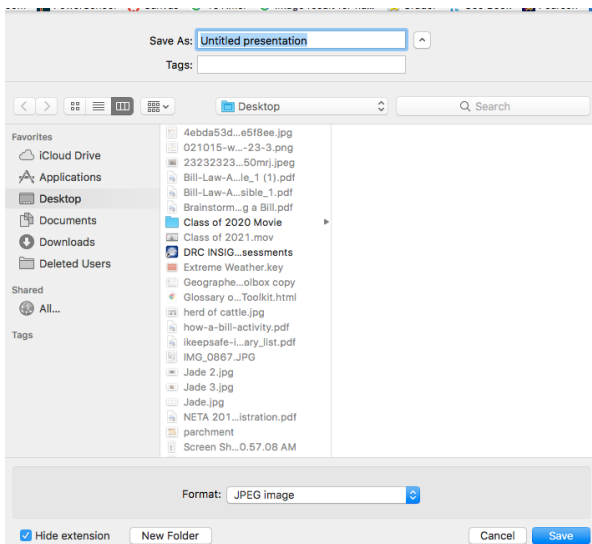 Save As: Untitled presentation
Tags:
Desktop
Search
Favorites
iCloud Drive
Applications
Desktop
Documents
Downloads
Deleted Users
Shared
All...
Tags
4ebda53d...e5f8ee.jpg
021015-w...-23-3.png
23232323...50mrj.jpeg
Bill-Law-A...le_1 (1).pdf
Bill-Law-A...sible_1.pdf
Brainstorm...g a Bill.pdf
Class of 2020 Movie
Class of 2021.mov
DRC INSIG...sessments
Extreme Weather.key
Geographe...olbox copy
Glossary o...Toolkit.html
herd of cattle.jpg
how-a-bill-activity.pdf
ikeepsafe-i...ary_list.pdf
IMG_0867.JPG
Jade 2.jpg
Jade 3.jpg
Jade.jpg
NETA 201...istration.pdf
parchment
Screen Sh...0.57.08 AM
Format: JPEG image
Hide extension
New Folder
Cancel
Save